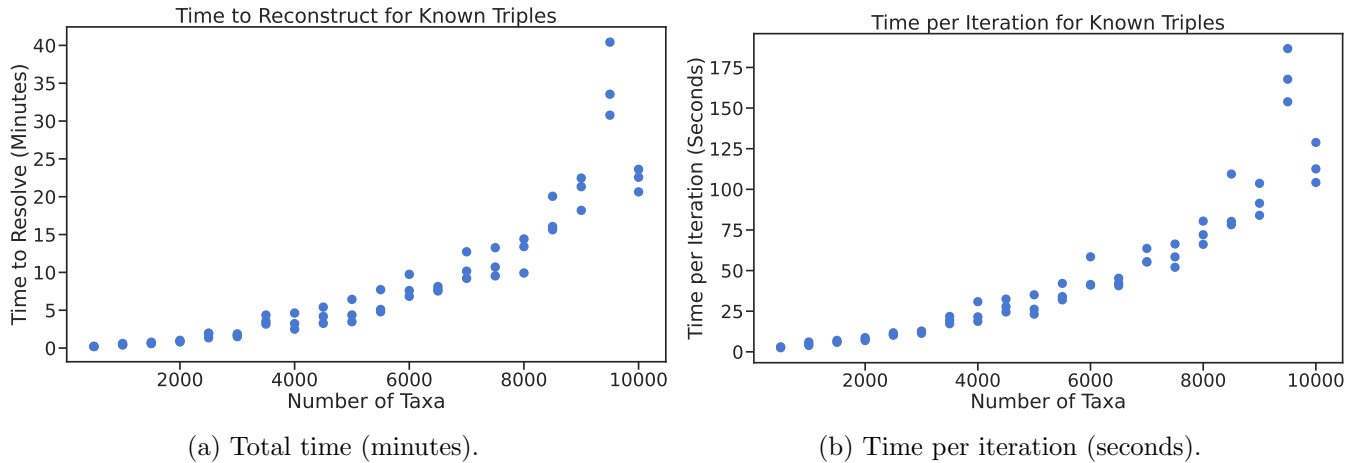 Time to Reconstruct for Known Triples
Time to Resolve (Minutes)
40
35
30
25
20
15
10
5
0
2000 4000 6000 8000 10000
Number of Taxa
(a) Total time (minutes).
Time per Iteration for Known Triples
Time per Iteration (Seconds)
175
150
125
100
75
50
25
0
2000 4000 6000 8000 10000
Number of Taxa
(b) Time per iteration (seconds).